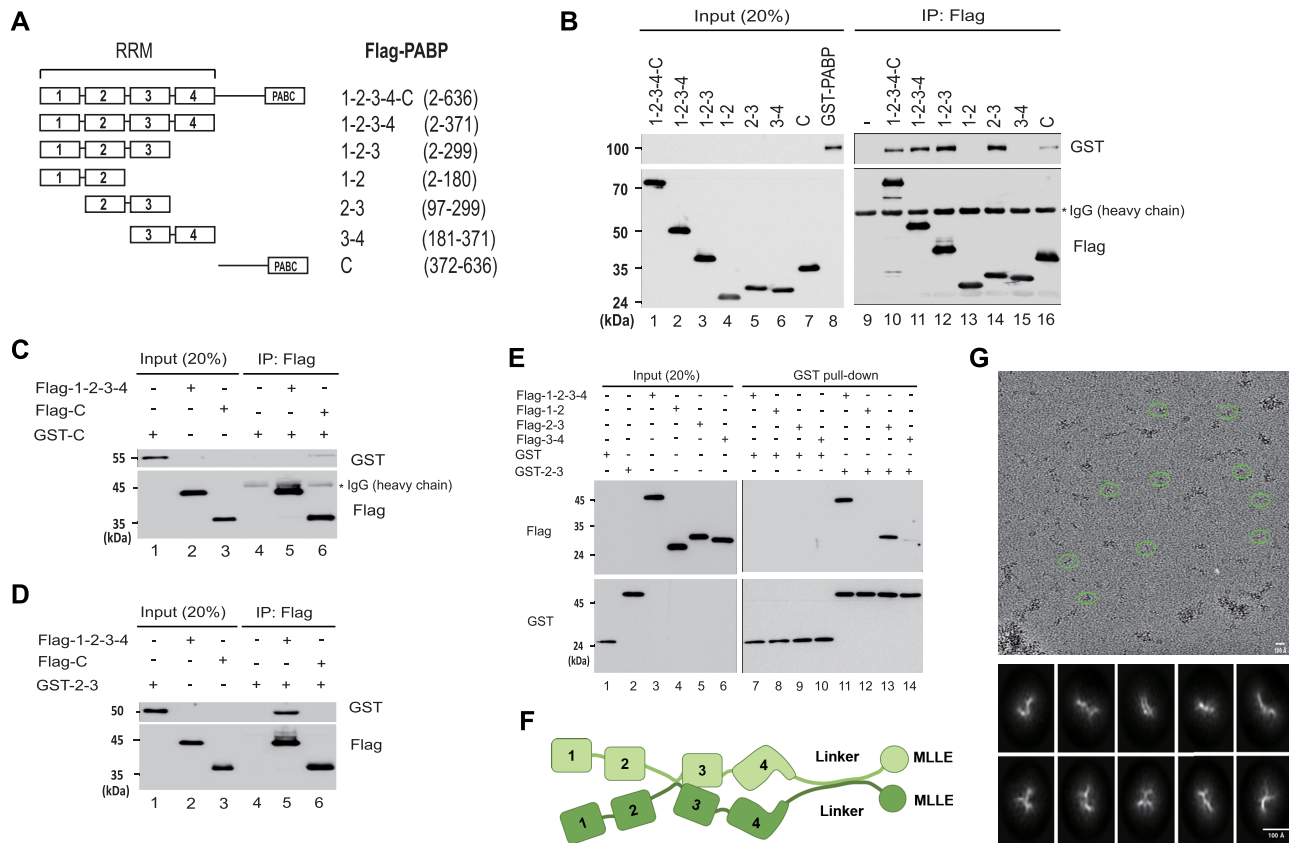 A
RRM
Flag-PABP
1 2 3 4 PABC 1-2-3-4-C (2-636)
1 2 3 4 1-2-3-4 (2-371)
1 2 3 1-2-3 (2-299)
1 2 1-2 (2-180)
2 3 2-3 (97-299)
3 4 3-4 (181-371)
PABC C (372-636)
B
Input (20%) IP: Flag
1-2-3-4-C 1-2-3-4 1-2-3 1-2 2-3 3-4 C GST-PABP - 1-2-3-4-C 1-2-3-4 1-2-3 1-2 2-3 3-4 C
100 GST
70
* IgG (heavy chain)
50
Flag
35
24
(kDa) 1 2 3 4 5 6 7 8 9 10 11 12 13 14 15 16
C
Input (20%) IP: Flag
Flag-1-2-3-4 - + - - + -
Flag-C - - + - - +
GST-C + - - + + +
55 GST
45 * IgG (heavy chain)
Flag
35
(kDa)
1 2 3 4 5 6
D
Input (20%) IP: Flag
Flag-1-2-3-4 - + - - + -
Flag-C - - + - - +
GST-2-3 + - - + + +
50 GST
45 Flag
35
(kDa)
1 2 3 4 5 6
E
Input (20%) GST pull-down
Flag-1-2-3-4 - - + - - - + - - - + - - -
Flag-1-2 - - - + - - - + - - - + - -
Flag-2-3 - - - - + - - - + - - - + -
Flag-3-4 - - - - - + - - - + - - - +
GST + - - - - - + + + + - - - -
GST-2-3 - + - - - - - - - - + + + +
45
Flag
24
45
GST
24
(kDa)
1 2 3 4 5 6 7 8 9 10 11 12 13 14
F
1 2 3 4 Linker MLLE
1 2 3 4 Linker MLLE
G
100 Å
100 Å